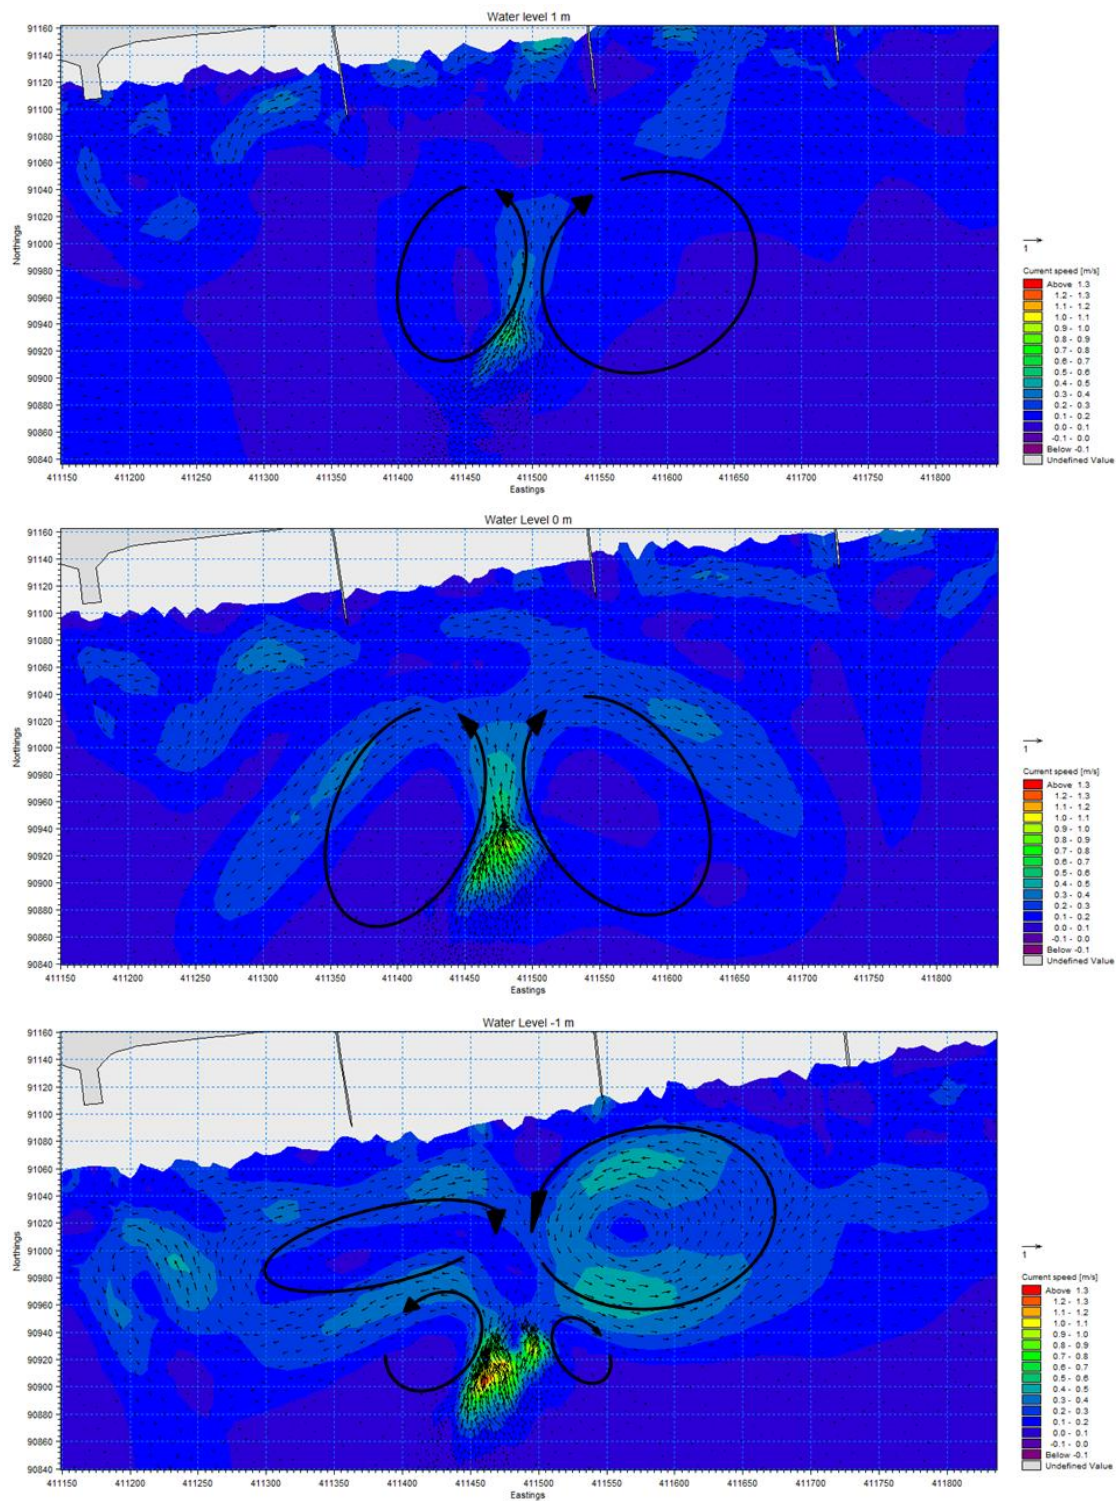 Water level 1 m
91160
91140
91120
91100
91080
91060
91040
91020
91000
90980
90960
90940
90920
90900
90880
90860
90840
Northings
411150 411200 411250 411300 411350 411400 411450 411500 411550 411600 411650 411700 411750 411800
Eastings
1
Current speed [m/s]
Above 1.3
1.2 - 1.3
1.1 - 1.2
1.0 - 1.1
0.9 - 1.0
0.8 - 0.9
0.7 - 0.8
0.6 - 0.7
0.5 - 0.6
0.4 - 0.5
0.3 - 0.4
0.2 - 0.3
0.1 - 0.2
0.0 - 0.1
-0.1 - 0.0
Below -0.1
Undefined Value
Water Level 0 m
91160
91140
91120
91100
91080
91060
91040
91020
91000
90980
90960
90940
90920
90900
90880
90860
90840
Northings
411150 411200 411250 411300 411350 411400 411450 411500 411550 411600 411650 411700 411750 411800
Eastings
1
Current speed [m/s]
Above 1.3
1.2 - 1.3
1.1 - 1.2
1.0 - 1.1
0.9 - 1.0
0.8 - 0.9
0.7 - 0.8
0.6 - 0.7
0.5 - 0.6
0.4 - 0.5
0.3 - 0.4
0.2 - 0.3
0.1 - 0.2
0.0 - 0.1
-0.1 - 0.0
Below -0.1
Undefined Value
Water Level -1 m
91160
91140
91120
91100
91080
91060
91040
91020
91000
90980
90960
90940
90920
90900
90880
90860
90840
Northings
411150 411200 411250 411300 411350 411400 411450 411500 411550 411600 411650 411700 411750 411800
Eastings
1
Current speed [m/s]
Above 1.3
1.2 - 1.3
1.1 - 1.2
1.0 - 1.1
0.9 - 1.0
0.8 - 0.9
0.7 - 0.8
0.6 - 0.7
0.5 - 0.6
0.4 - 0.5
0.3 - 0.4
0.2 - 0.3
0.1 - 0.2
0.0 - 0.1
-0.1 - 0.0
Below -0.1
Undefined Value